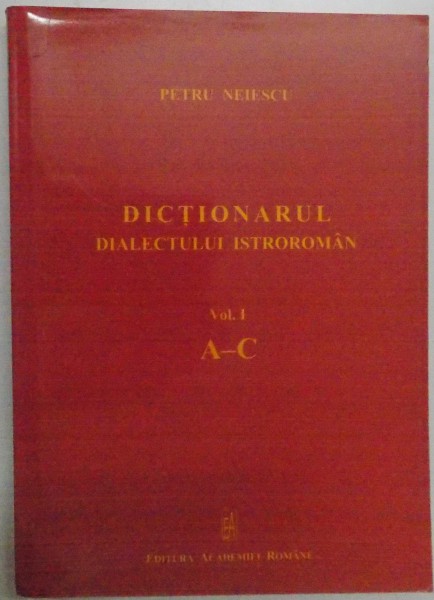 PETRU NEIESCU
DICȚIONARUL
DIALECTULUI ISTROROMÂN
Vol. I
A–C
EDITURA ACADEMIEI ROMÂNE